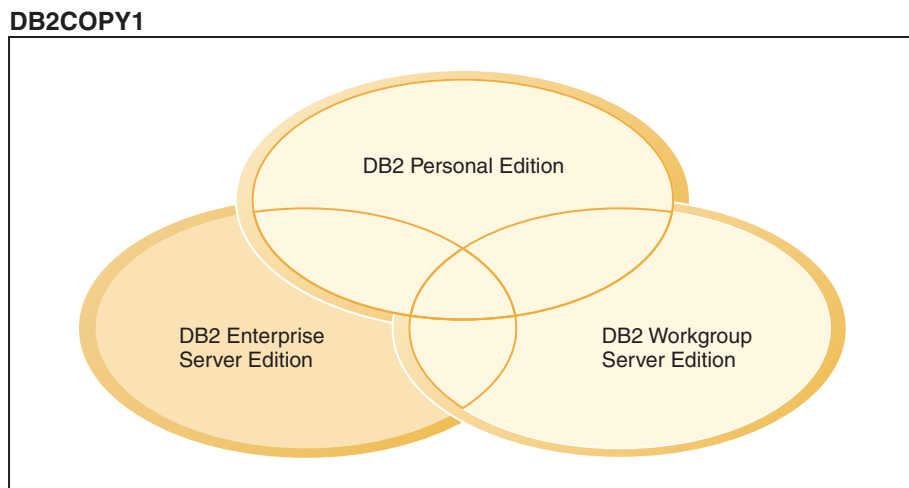 DB2COPY1
DB2 Personal Edition
DB2 Enterprise
Server Edition
DB2 Workgroup
Server Edition